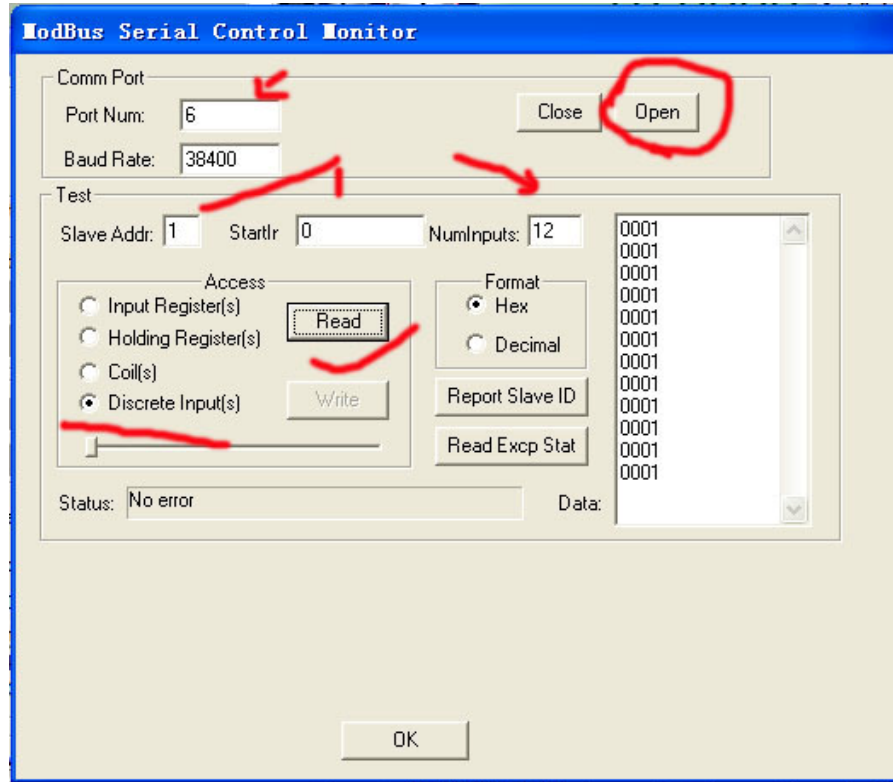 ModBus Serial Control Monitor
Comm Port
Port Num: 6
Close Open
Baud Rate: 38400
Test
Slave Addr: 1 StartIr 0 NumInputs: 12
Access
Input Register(s)
Holding Register(s)
Coil(s)
Discrete Input(s)
Read
Write
Format
Hex
Decimal
Report Slave ID
Read Excp Stat
0001
0001
0001
0001
0001
0001
0001
0001
0001
0001
0001
0001
Status: No error
Data:
OK